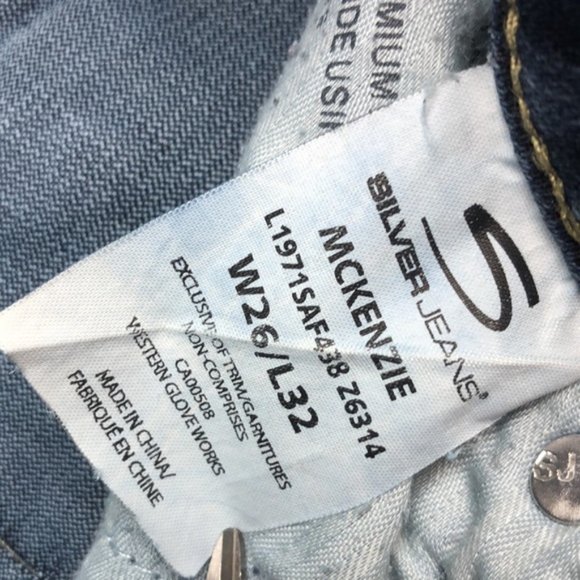 S
SILVER JEANS®
MCKENZIE
L1971SAF438 Z6314
W26/L32
EXCLUSIVE OF TRIM/GARNITURES
NON-COMPRISES
CA00508
WESTERN GLOVE WORKS
MADE IN CHINA/
FABRIQUÉ EN CHINE
SJ